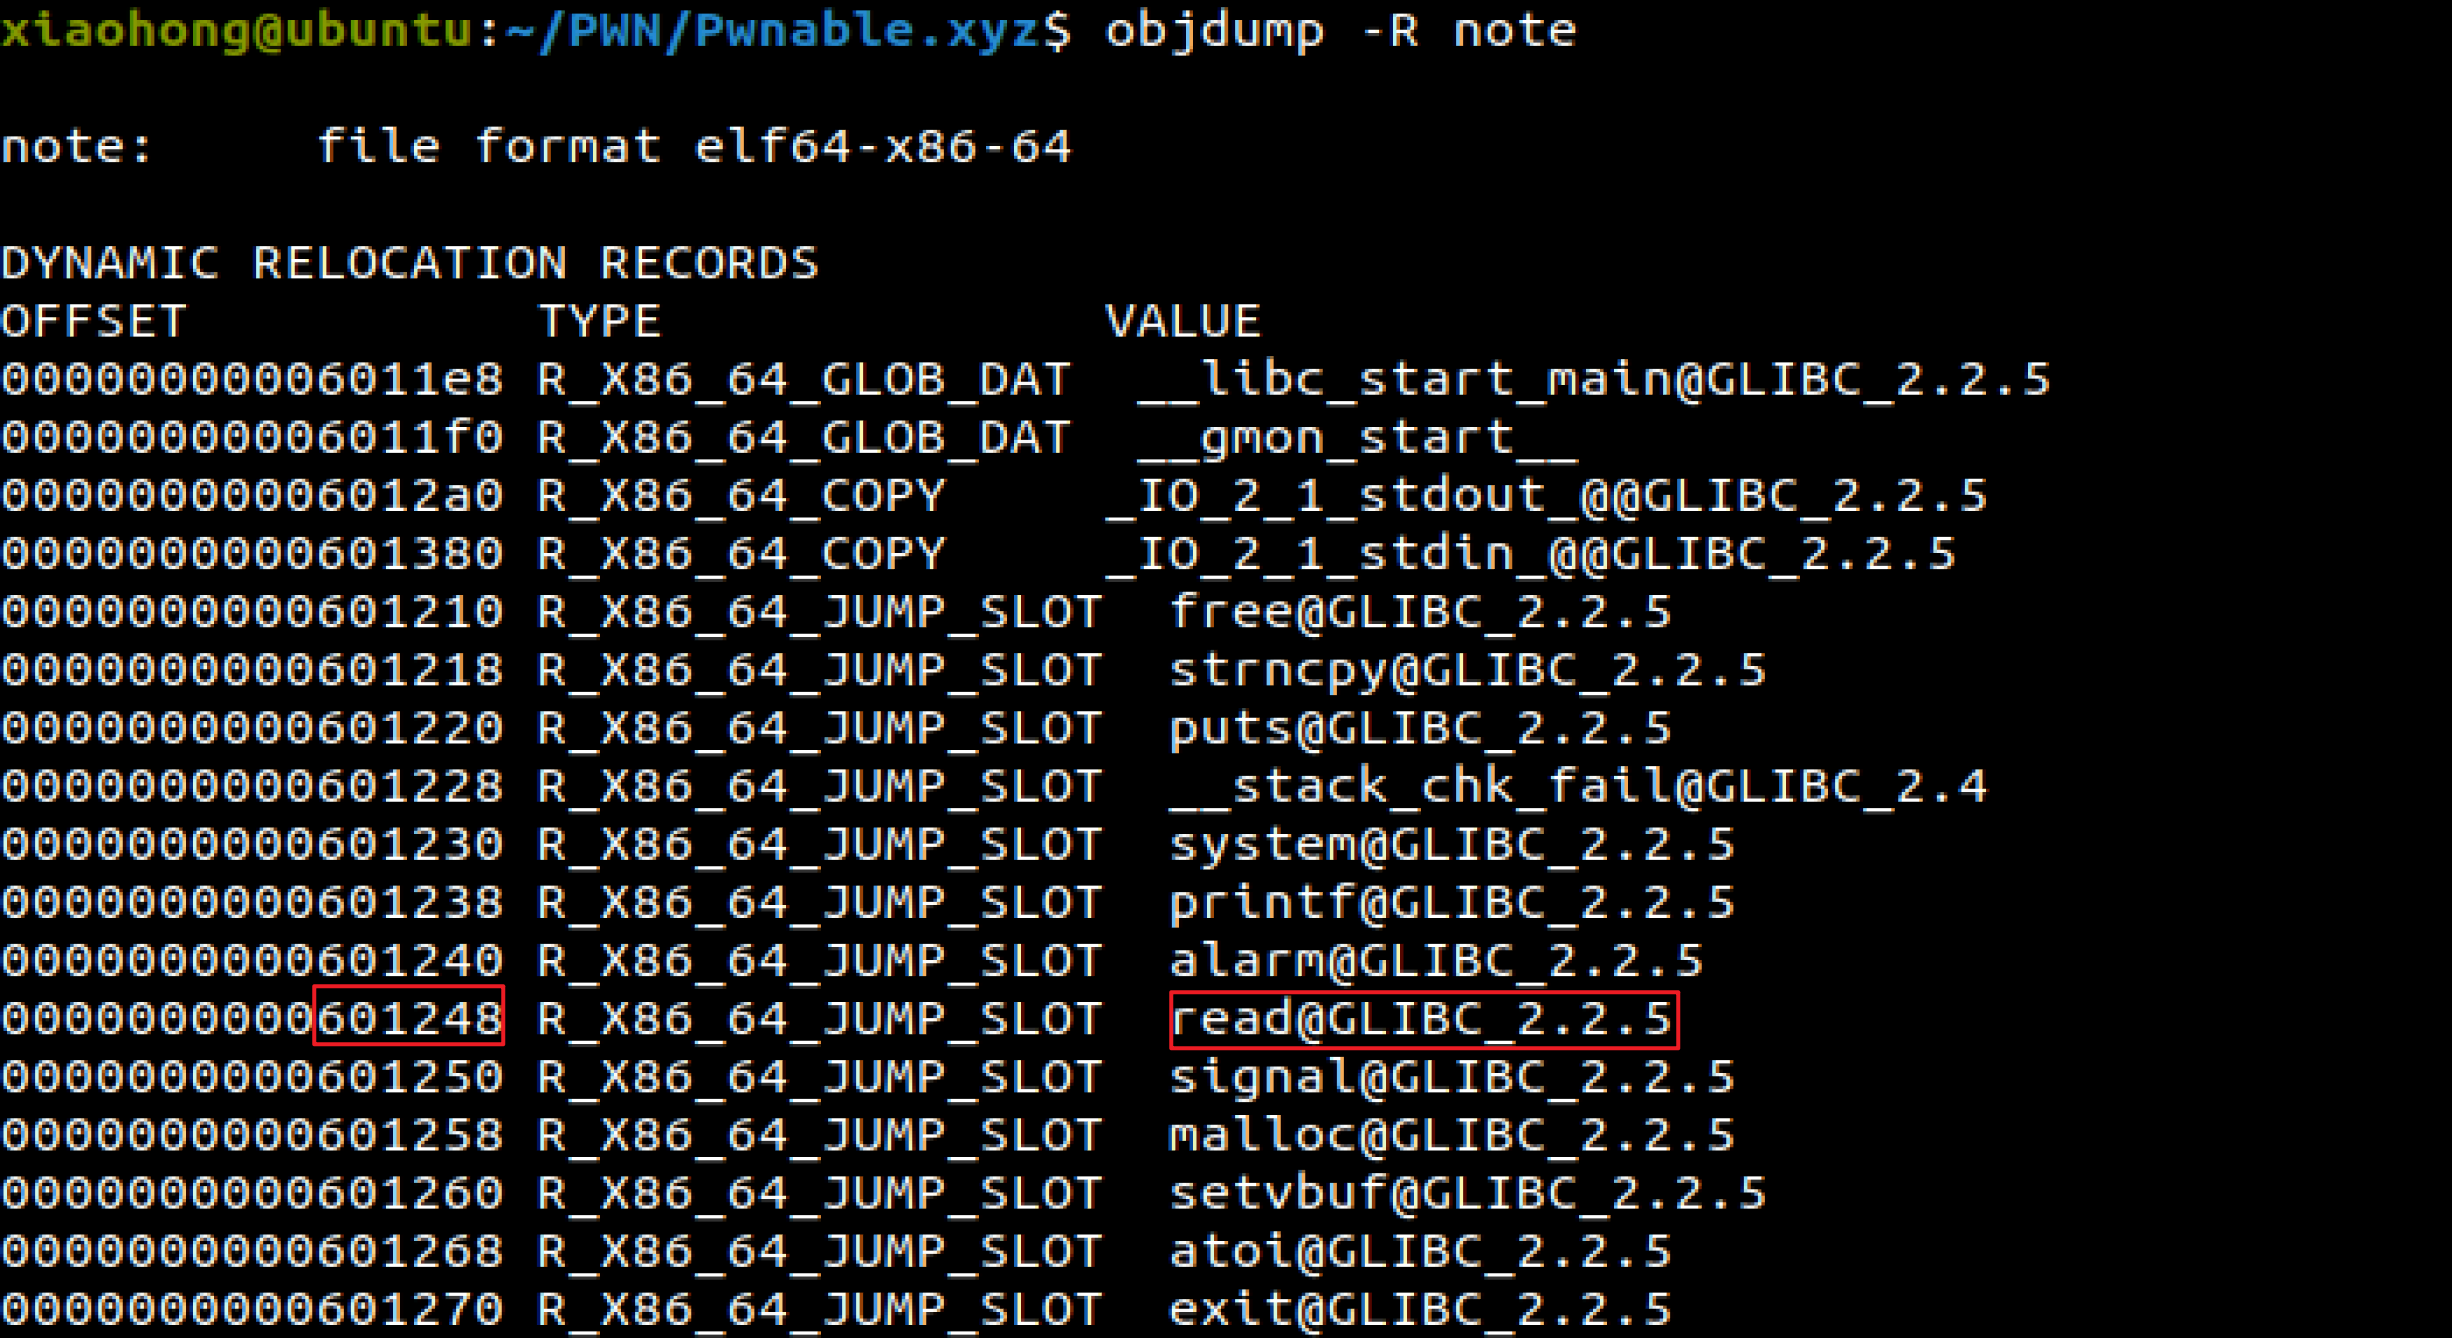 xiaohong@ubuntu:~/PWN/Pwnable.xyz$ objdump -R note
note:     file format elf64-x86-64
DYNAMIC RELOCATION RECORDS
OFFSET           TYPE              VALUE
00000000006011e8 R_X86_64_GLOB_DAT  __libc_start_main@GLIBC_2.2.5
00000000006011f0 R_X86_64_GLOB_DAT  __gmon_start__
00000000006012a0 R_X86_64_COPY     _IO_2_1_stdout_@@GLIBC_2.2.5
0000000000601380 R_X86_64_COPY     _IO_2_1_stdin_@@GLIBC_2.2.5
0000000000601210 R_X86_64_JUMP_SLOT  free@GLIBC_2.2.5
0000000000601218 R_X86_64_JUMP_SLOT  strncpy@GLIBC_2.2.5
0000000000601220 R_X86_64_JUMP_SLOT  puts@GLIBC_2.2.5
0000000000601228 R_X86_64_JUMP_SLOT  __stack_chk_fail@GLIBC_2.4
0000000000601230 R_X86_64_JUMP_SLOT  system@GLIBC_2.2.5
0000000000601238 R_X86_64_JUMP_SLOT  printf@GLIBC_2.2.5
0000000000601240 R_X86_64_JUMP_SLOT  alarm@GLIBC_2.2.5
0000000000601248 R_X86_64_JUMP_SLOT  read@GLIBC_2.2.5
0000000000601250 R_X86_64_JUMP_SLOT  signal@GLIBC_2.2.5
0000000000601258 R_X86_64_JUMP_SLOT  malloc@GLIBC_2.2.5
0000000000601260 R_X86_64_JUMP_SLOT  setvbuf@GLIBC_2.2.5
0000000000601268 R_X86_64_JUMP_SLOT  atoi@GLIBC_2.2.5
0000000000601270 R_X86_64_JUMP_SLOT  exit@GLIBC_2.2.5